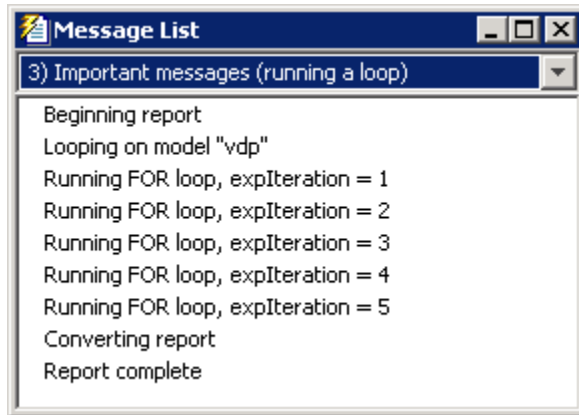 Message List
3) Important messages (running a loop)
Beginning report
Looping on model "vdp"
Running FOR loop, expIteration = 1
Running FOR loop, expIteration = 2
Running FOR loop, expIteration = 3
Running FOR loop, expIteration = 4
Running FOR loop, expIteration = 5
Converting report
Report complete